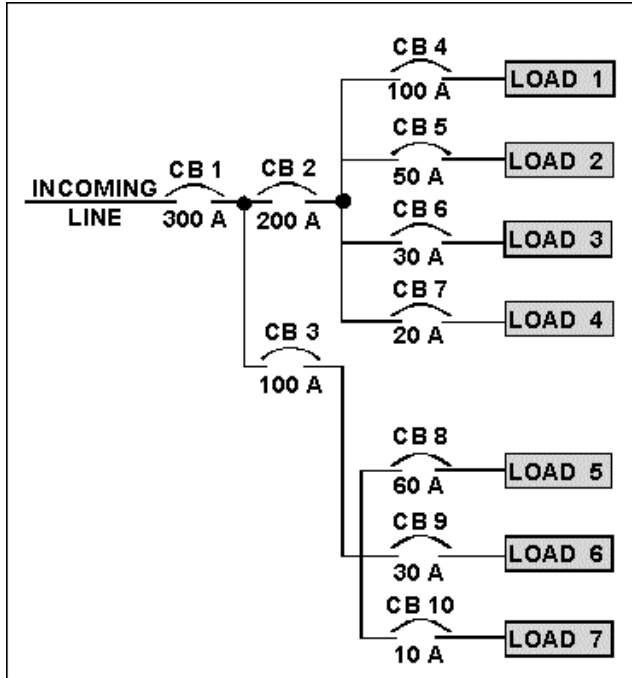 CB 4
100 A
LOAD 1
CB 5
50 A
LOAD 2
CB 1
CB 2
INCOMING
LINE
300 A
200 A
CB 6
30 A
LOAD 3
CB 7
20 A
LOAD 4
CB 3
100 A
CB 8
60 A
LOAD 5
CB 9
30 A
LOAD 6
CB 10
10 A
LOAD 7